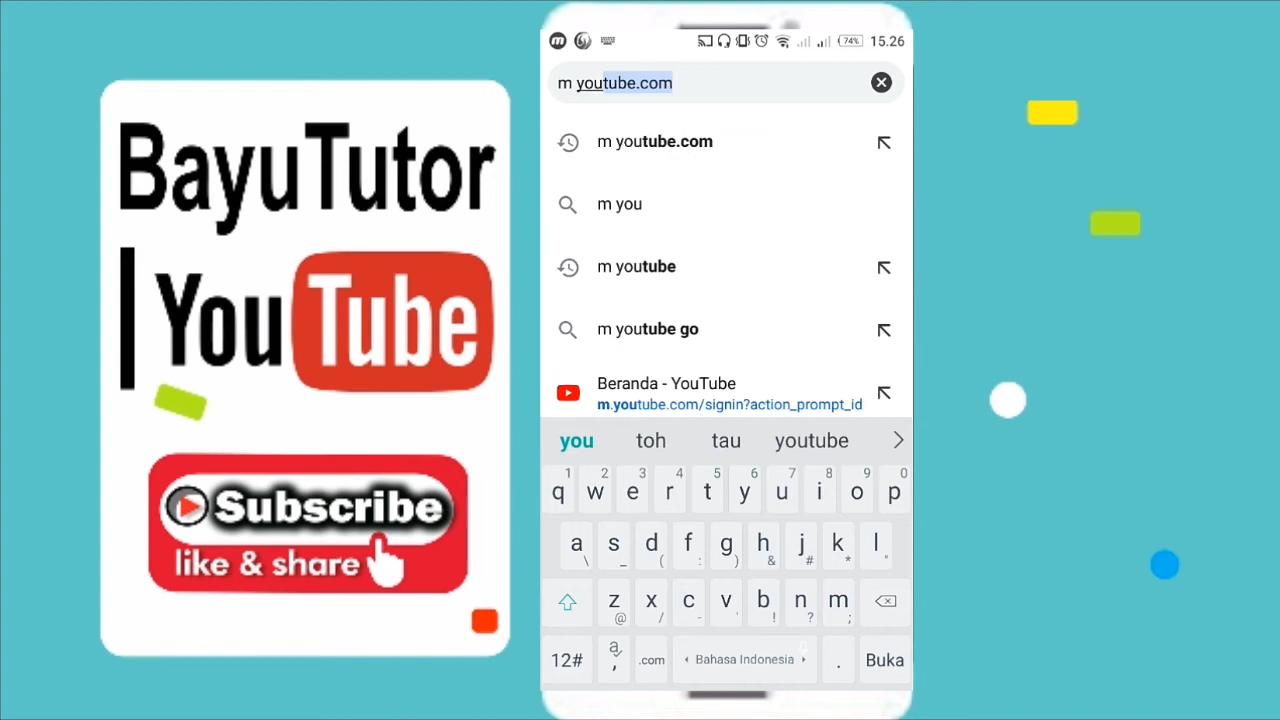 BayuTutor
YouTube
Subscribe
like & share
74% 15.26
m youtube.com
m youtube.com
m you
m youtube
m youtube go
Beranda - YouTube
m.youtube.com/signin?action_prompt_id
you toh tau youtube
1 2 3 4 5 6 7 8 9 0
q w e r t y u i o p
a s d f g h j k l
\ _ ( : ) & # * "
z x c v b n m
@ / - ' ! ? ;
12# a , .com Bahasa Indonesia . Buka